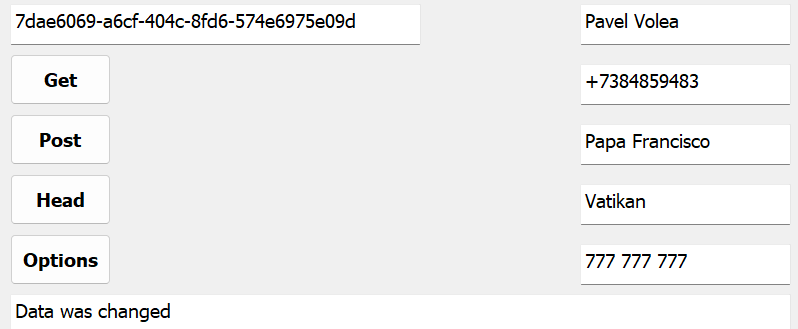 7dae6069-a6cf-404c-8fd6-574e6975e09d
Pavel Volea
Get
+7384859483
Post
Papa Francisco
Head
Vatikan
Options
777 777 777
Data was changed